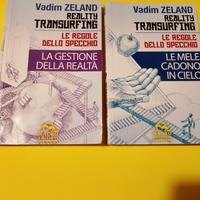 Vadim ZELAND
REALITY
TRANSURFING
LE REGOLE
DELLO SPECCHIO
LA GESTIONE
DELLA REALTÀ
Vadim ZELAND
REALITY
TRANSURFING
LE REGOLE
DELLO SPECCHIO
LE MELE
CADONO
IN CIELO